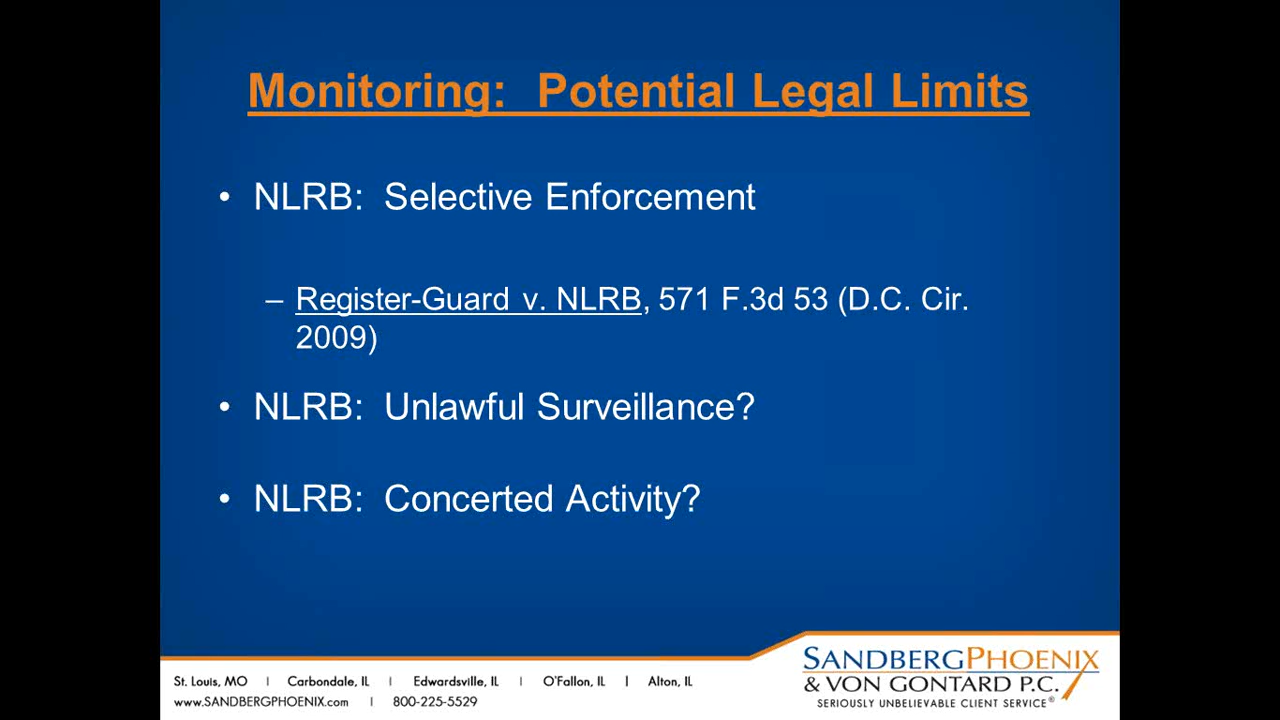 Monitoring: Potential Legal Limits
• NLRB: Selective Enforcement
– Register-Guard v. NLRB, 571 F.3d 53 (D.C. Cir.
2009)
• NLRB: Unlawful Surveillance?
• NLRB: Concerted Activity?
St. Louis, MO | Carbondale, IL | Edwardsville, IL | O'Fallon, IL | Alton, IL
www.SANDBERGPHOENIX.com | 800-225-5529
SANDBERGPHOENIX
& VON GONTARD P.C.
SERIOUSLY UNBELIEVABLE CLIENT SERVICE®